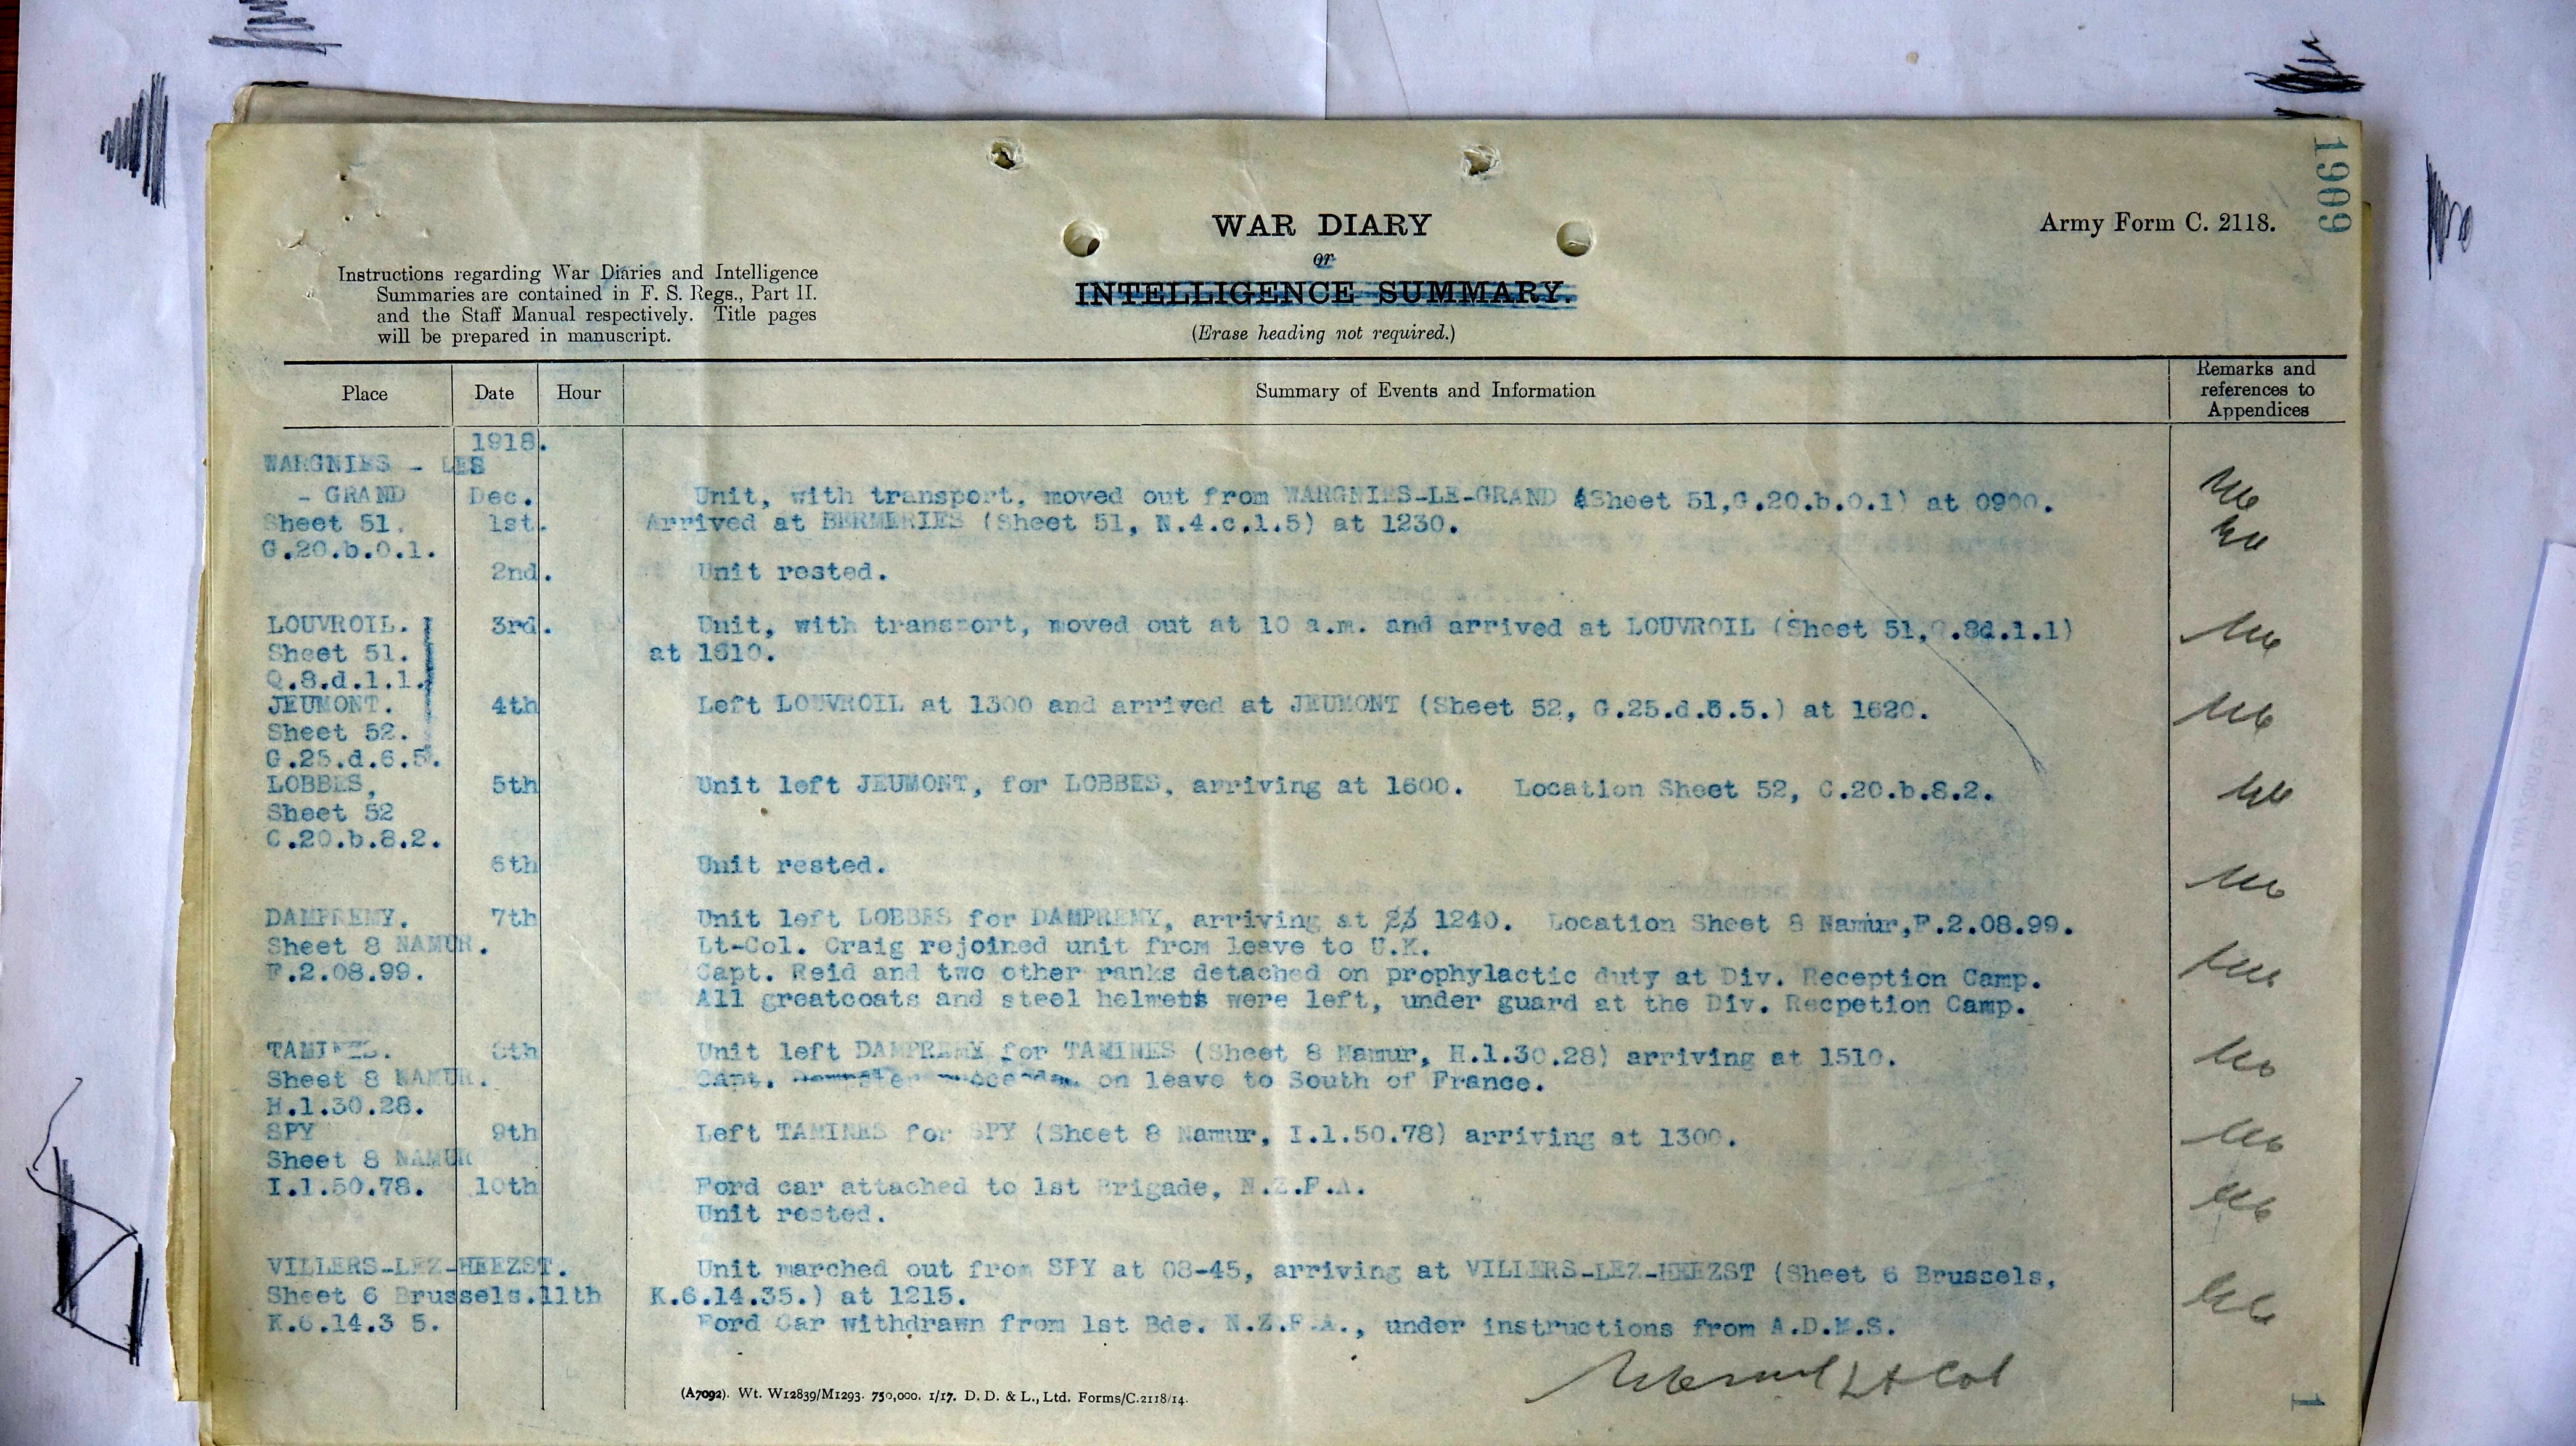 1909
WAR DIARY
Army Form C. 2118.
or
INTELLIGENCE SUMMARY.
(Erase heading not required.)
Instructions regarding War Diaries and Intelligence
Summaries are contained in F. S. Regs., Part II.
and the Staff Manual respectively. Title pages
will be prepared in manuscript.
Place Date Hour Summary of Events and Information Remarks and references to Appendices
1918.
WARGNIES - LES
- GRAND Dec. Unit, with transport, moved out from WARGNIES-LE-GRAND (Sheet 51,G.20.b.0.1) at 0900.
Sheet 51. 1st. Arrived at BERMERIES (Sheet 51, N.4.c.1.5) at 1230.
G.20.b.0.1.
2nd. Unit rested.
LOUVROIL. 3rd. Unit, with transport, moved out at 10 a.m. and arrived at LOUVROIL (Sheet 51, .8d.1.1)
Sheet 51. at 1610.
Q.8.d.1.1.
JEUMONT. 4th Left LOUVROIL at 1300 and arrived at JEUMONT (Sheet 52, G.25.d.6.5.) at 1620.
Sheet 52.
G.25.d.6.5.
LOBBES, 5th Unit left JEUMONT, for LOBBES, arriving at 1600. Location Sheet 52, C.20.b.8.2.
Sheet 52
C.20.b.8.2.
6th Unit rested.
DAMPREMY. 7th Unit left LOBBES for DAMPREMY, arriving at 1240. Location Sheet 8 Namur,F.2.08.99.
Sheet 8 NAMUR. Lt-Col. Craig rejoined unit from leave to U.K.
F.2.08.99. Capt. Reid and two other ranks detached on prophylactic duty at Div. Reception Camp.
All greatcoats and steel helmets were left, under guard at the Div. Recpetion Camp.
TAMINES. 8th Unit left DAMPREMY for TAMINES (Sheet 8 Namur, H.1.30.28) arriving at 1510.
Sheet 8 NAMUR. Capt. on leave to South of France.
H.1.30.28.
SPY 9th Left TAMINES for SPY (Sheet 8 Namur, I.1.50.78) arriving at 1300.
Sheet 8 NAMUR
I.1.50.78. 10th Ford car attached to 1st Brigade, N.Z.F.A.
Unit rested.
VILLERS-LEZ-HEEZST. Unit marched out from SPY at 08-45, arriving at VILLERS-LEZ-HEEZST (Sheet 6 Brussels,
Sheet 6 Brussels.11th K.6.14.35.) at 1215.
K.6.14.3 5. Ford Car withdrawn from 1st Bde. N.Z.F.A., under instructions from A.D.M.S.
Lt Col
(A7092). Wt. W12839/M1293. 750,000. 1/17. D. D. & L., Ltd. Forms/C.2118/14.
1